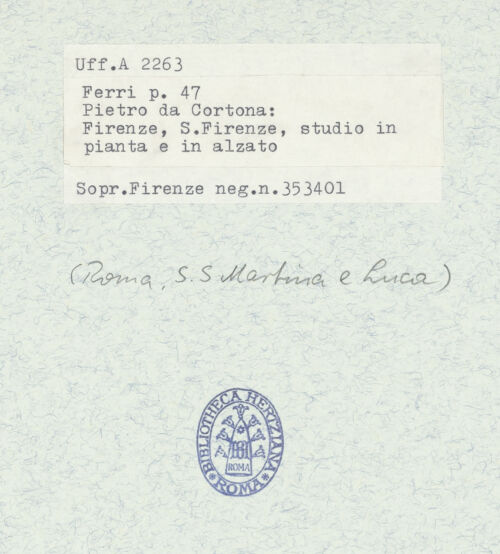 Uff.A 2263
Ferri p. 47
Pietro da Cortona:
Firenze, S.Firenze, studio in
pianta e in alzato
Sopr.Firenze neg.n.353401
(Roma, S.S Martina e Luca)
BIBLIOTHECA HERTZIANA
ROMA
ROMA